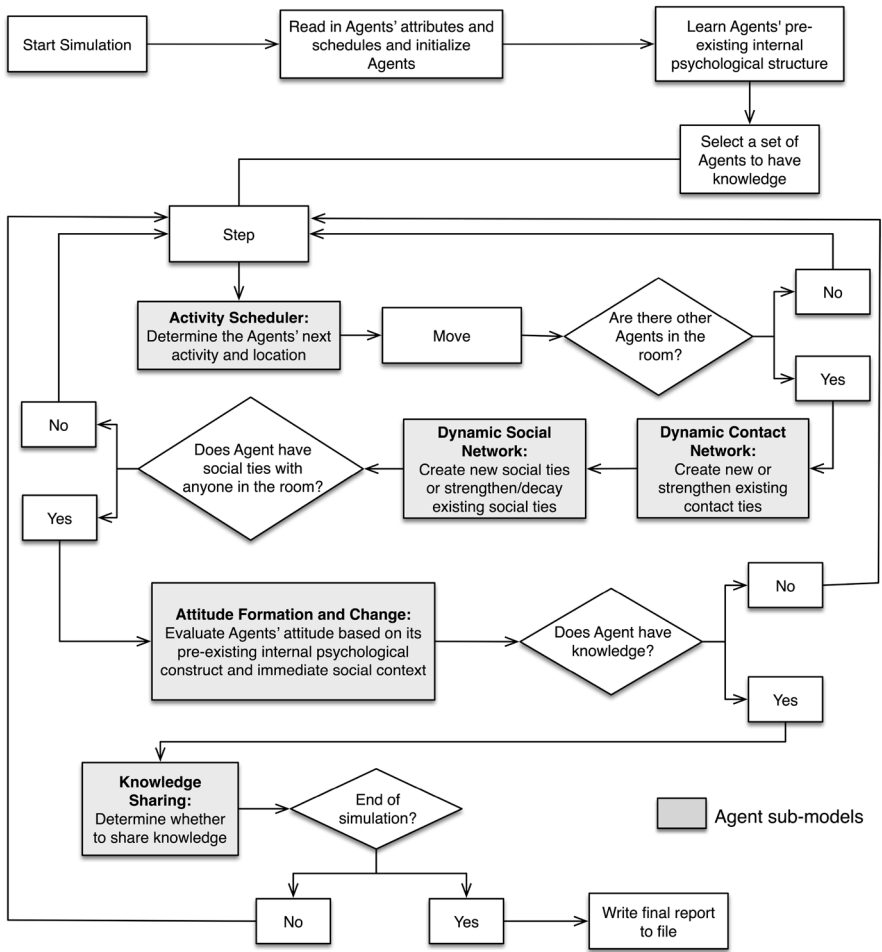 Start Simulation
Read in Agents' attributes and
schedules and initialize
Agents
Learn Agents' pre-
existing internal
psychological structure
Select a set of
Agents to have
knowledge
Step
Activity Scheduler:
Determine the Agents' next
activity and location
Move
Are there other
Agents in the
room?
No
Yes
Dynamic Contact
Network:
Create new or
strengthen existing
contact ties
Dynamic Social
Network:
Create new social ties
or strengthen/decay
existing social ties
Does Agent have
social ties with
anyone in the room?
No
Yes
Attitude Formation and Change:
Evaluate Agents' attitude based on its
pre-existing internal psychological
construct and immediate social context
Does Agent have
knowledge?
No
Yes
Knowledge
Sharing:
Determine whether
to share knowledge
End of
simulation?
No
Yes
Write final report
to file
Agent sub-models